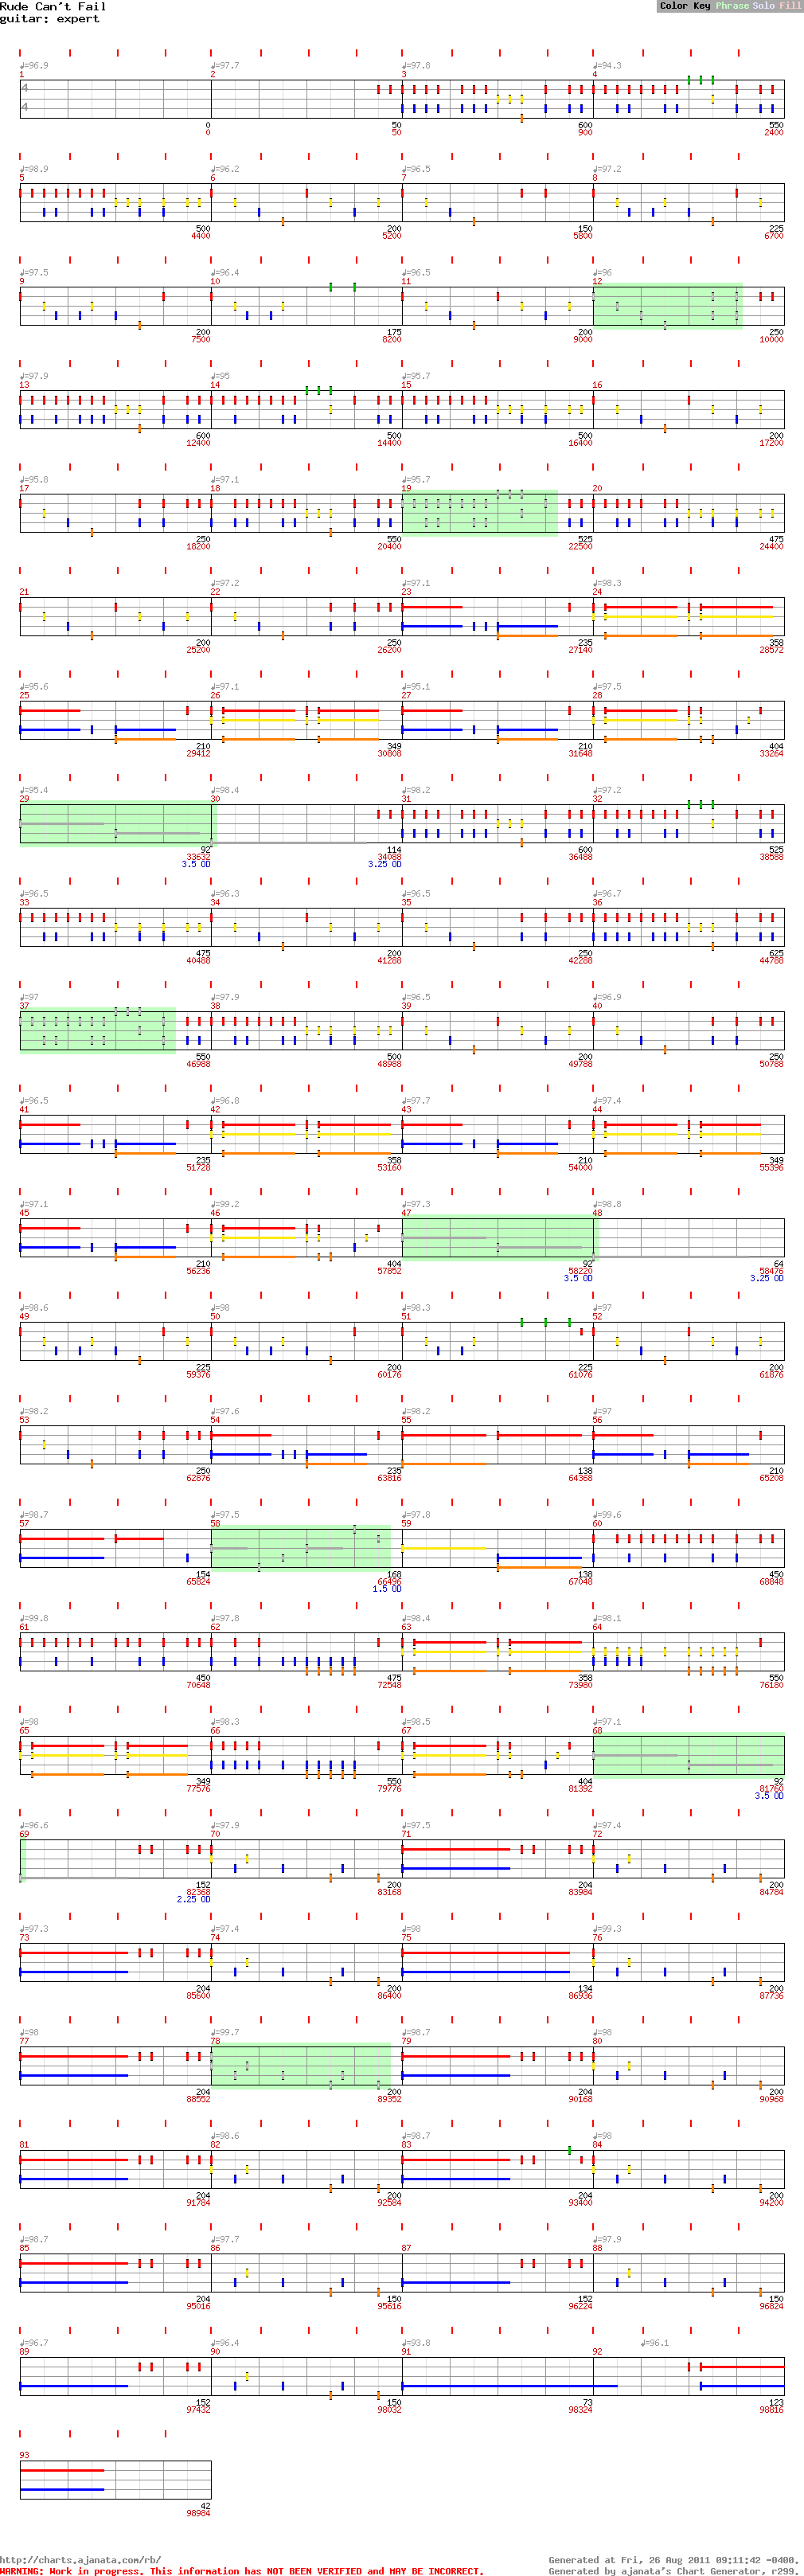 Rude Can't Fail
Color Key Phrase Solo Fill
guitar: expert
♩=96.9 ♩=97.7 ♩=97.8 ♩=94.3
1 2 3 4
4
4
0 50 600 550
0 50 900 2400
♩=98.9 ♩=96.2 ♩=96.5 ♩=97.2
5 6 7 8
500 200 150 225
4400 5200 5800 6700
♩=97.5 ♩=96.4 ♩=96.5 ♩=96
9 10 11 12
200 175 200 250
7500 8200 9000 10000
♩=97.9 ♩=95 ♩=95.7
13 14 15 16
600 500 500 200
12400 14400 16400 17200
♩=95.8 ♩=97.1 ♩=95.7
17 18 19 20
250 550 525 475
18200 20400 22500 24400
♩=97.2 ♩=97.1 ♩=98.3
21 22 23 24
200 250 235 358
25200 26200 27140 28572
♩=95.6 ♩=97.1 ♩=95.1 ♩=97.5
25 26 27 28
210 349 210 404
29412 30808 31648 33264
♩=95.4 ♩=98.4 ♩=98.2 ♩=97.2
29 30 31 32
92 114 600 525
33632 34088 36488 38588
3.5 OD 3.25 OD
♩=96.5 ♩=96.3 ♩=96.5 ♩=96.7
33 34 35 36
475 200 250 625
40488 41288 42288 44788
♩=97 ♩=97.9 ♩=96.5 ♩=96.9
37 38 39 40
550 500 200 250
46988 48988 49788 50788
♩=96.5 ♩=96.8 ♩=97.7 ♩=97.4
41 42 43 44
235 358 210 349
51728 53160 54000 55396
♩=97.1 ♩=99.2 ♩=97.3 ♩=98.8
45 46 47 48
210 404 92 64
56236 57852 58220 58476
3.5 OD 3.25 OD
♩=98.6 ♩=98 ♩=98.3
49 50 51 52
225 200 225 200
59376 60176 61076 61876
♩=98.2 ♩=97.6 ♩=98.2 ♩=97
53 54 55 56
250 235 138 210
62876 63816 64368 65208
♩=98.7 ♩=97.5 ♩=97.8 ♩=99.6
57 58 59 60
154 168 138 450
65824 66496 67048 68848
1.5 OD
♩=99.8 ♩=97.8 ♩=98.4 ♩=98.1
61 62 63 64
450 475 358 550
70648 72548 73980 76180
♩=98 ♩=98.3 ♩=98.5 ♩=97.1
65 66 67 68
349 550 404 92
77576 79776 81392 81760
3.5 OD
♩=96.6 ♩=97.9 ♩=97.5 ♩=97.4
69 70 71 72
152 200 204 200
82368 83168 83984 84784
2.25 OD
♩=97.3 ♩=97.4 ♩=98 ♩=99.3
73 74 75 76
204 200 134 200
85600 86400 86936 87736
♩=98 ♩=99.7 ♩=98.7 ♩=98
77 78 79 80
204 200 204 200
88552 89352 90168 90968
♩=98.6 ♩=98.7 ♩=98
81 82 83 84
204 200 204 200
91784 92584 93400 94200
♩=98.7 ♩=97.7 ♩=97.9
85 86 87 88
204 150 152 150
95016 95616 96224 96824
♩=96.7 ♩=96.4 ♩=93.8 ♩=96.1
89 90 91 92
152 150 73 123
97432 98032 98324 98816
93
42
98984
http://charts.ajanata.com/rb/
Generated at Fri, 26 Aug 2011 09:11:42 -0400.
WARNING: Work in progress. This information has NOT BEEN VERIFIED and MAY BE INCORRECT.
Generated by ajanata's Chart Generator, r299.